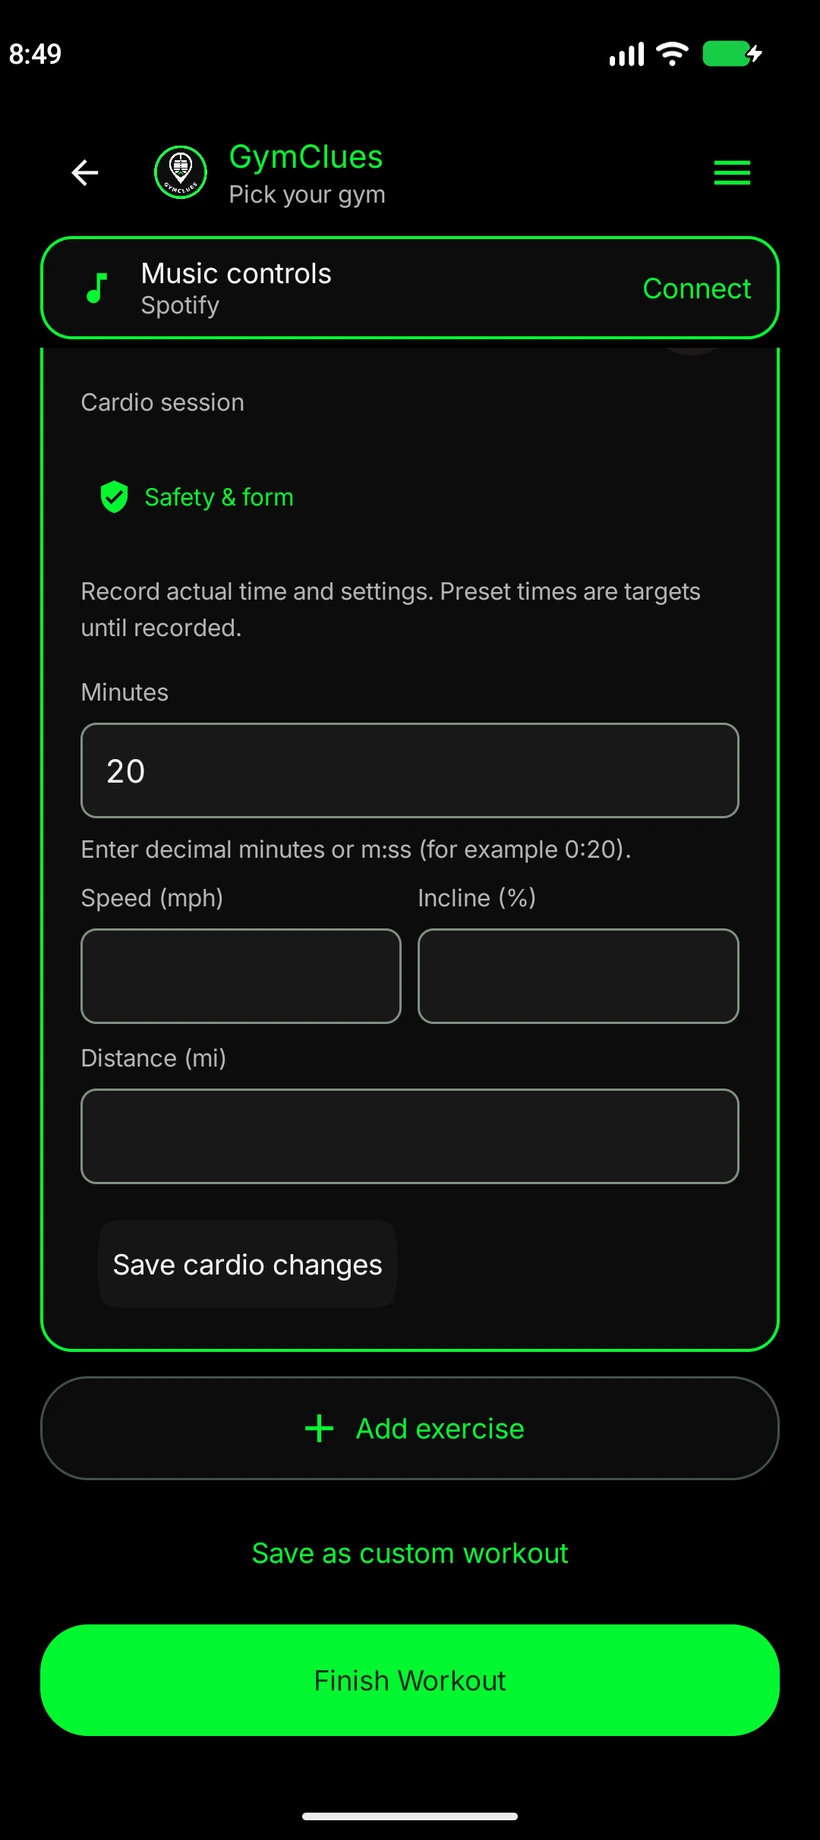 8:49
GymClues
Pick your gym
GYMCLUES
Music controls
Spotify
Connect
Cardio session
Safety & form
Record actual time and settings. Preset times are targets
until recorded.
Minutes
20
Enter decimal minutes or m:ss (for example 0:20).
Speed (mph)
Incline (%)
Distance (mi)
Save cardio changes
Add exercise
Save as custom workout
Finish Workout